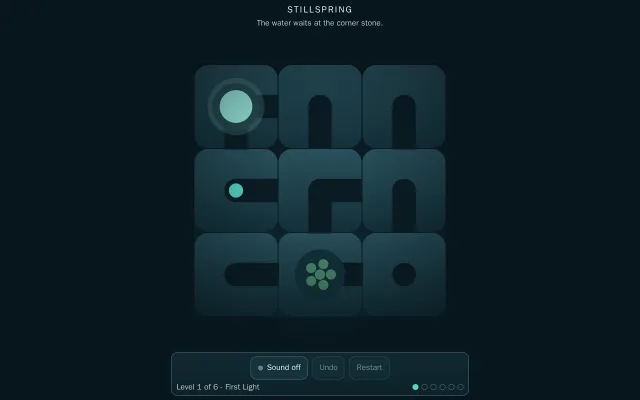 STILLSPRING
The water waits at the corner stone.
Sound off
Undo
Restart
Level 1 of 6 · First Light